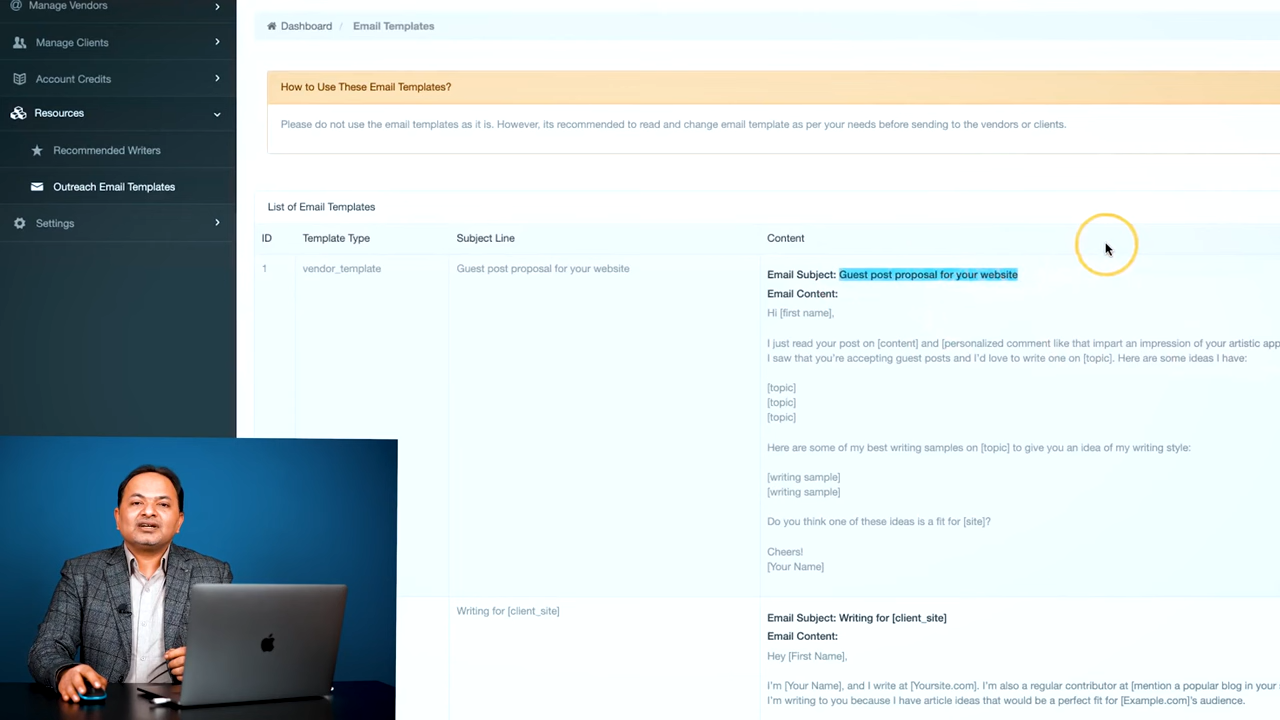 Manage Vendors
Manage Clients
Account Credits
Resources
Recommended Writers
Outreach Email Templates
Settings
Dashboard / Email Templates
How to Use These Email Templates?
Please do not use the email templates as it is. However, its recommended to read and change email template as per your needs before sending to the vendors or clients.
List of Email Templates
ID Template Type Subject Line Content
1 vendor_template Guest post proposal for your website
Email Subject: Guest post proposal for your website
Email Content:
Hi [first name],
I just read your post on [content] and [personalized comment like that impart an impression of your artistic app
I saw that you're accepting guest posts and I'd love to write one on [topic]. Here are some ideas I have:
[topic]
[topic]
[topic]
Here are some of my best writing samples on [topic] to give you an idea of my writing style:
[writing sample]
[writing sample]
Do you think one of these ideas is a fit for [site]?
Cheers!
[Your Name]
Writing for [client_site]
Email Subject: Writing for [client_site]
Email Content:
Hey [First Name],
I'm [Your Name], and I write at [Yoursite.com]. I'm also a regular contributor at [mention a popular blog in your
I'm writing to you because I have article ideas that would be a perfect fit for [Example.com]'s audience.